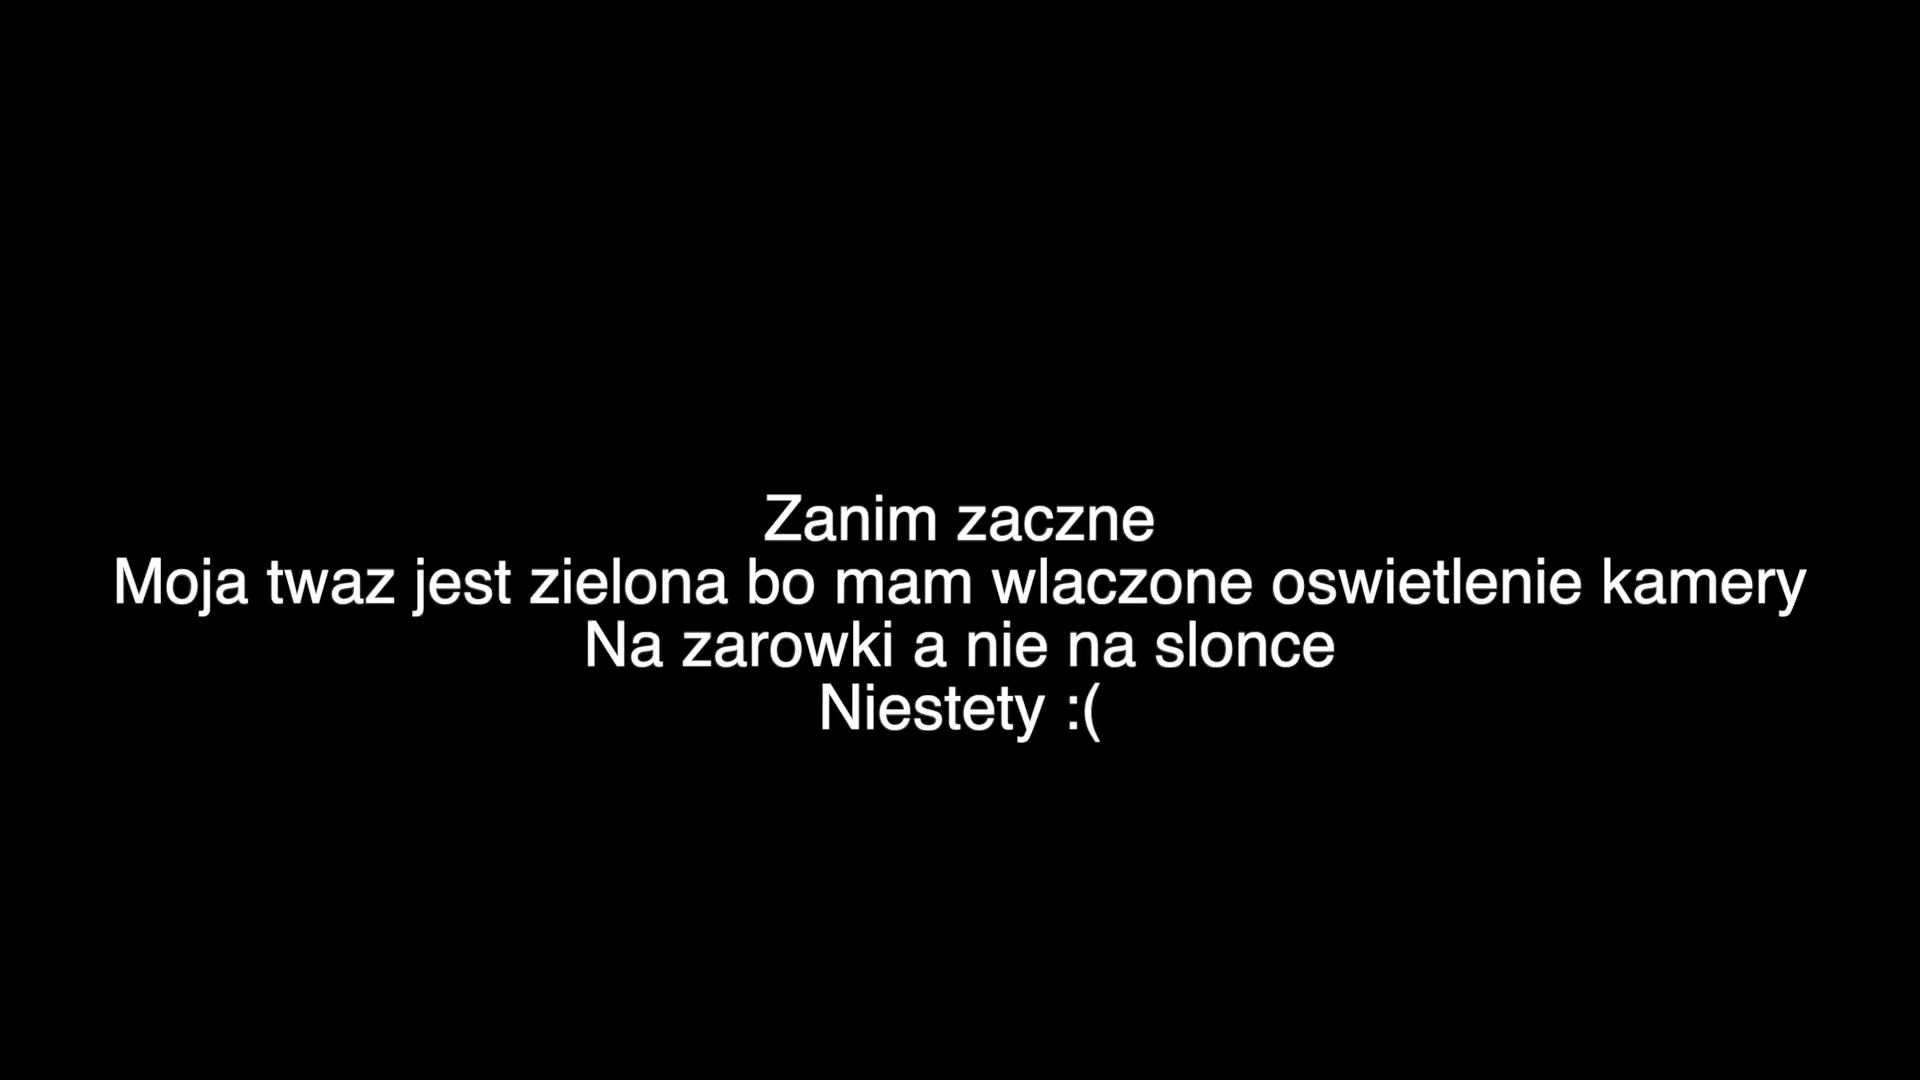 Zanim zaczne
Moja twaz jest zielona bo mam wlaczone oswietlenie kamery
Na zarowki a nie na slonce
Niestety :(